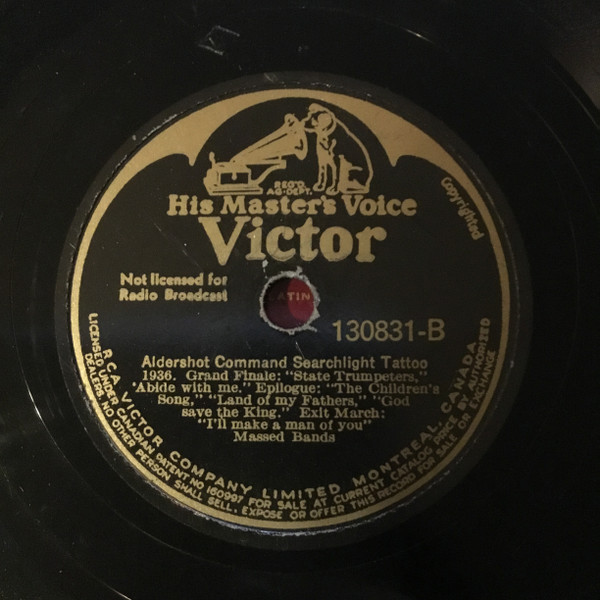 REG'D.
AG-DEPT.
His Master's Voice
Victor
Copyrighted
Not licensed for
Radio Broadcast
130831-B
Aldershot Command Searchlight Tattoo
1936. Grand Finale: "State Trumpeters,"
'Abide with me." Epilogue: "The Children's
Song," "Land of my Fathers," "God
save the King." Exit March:
"I'll make a man of you"
Massed Bands
RCA VICTOR COMPANY LIMITED MONTREAL, CANADA
LICENSED UNDER CANADIAN PATENT NO 160997 FOR SALE AT CURRENT CATALOG PRICE BY AUTHORIZED
DEALERS. NO OTHER PERSON SHALL SELL, EXPOSE OR OFFER THIS RECORD FOR SALE OR EXCHANGE